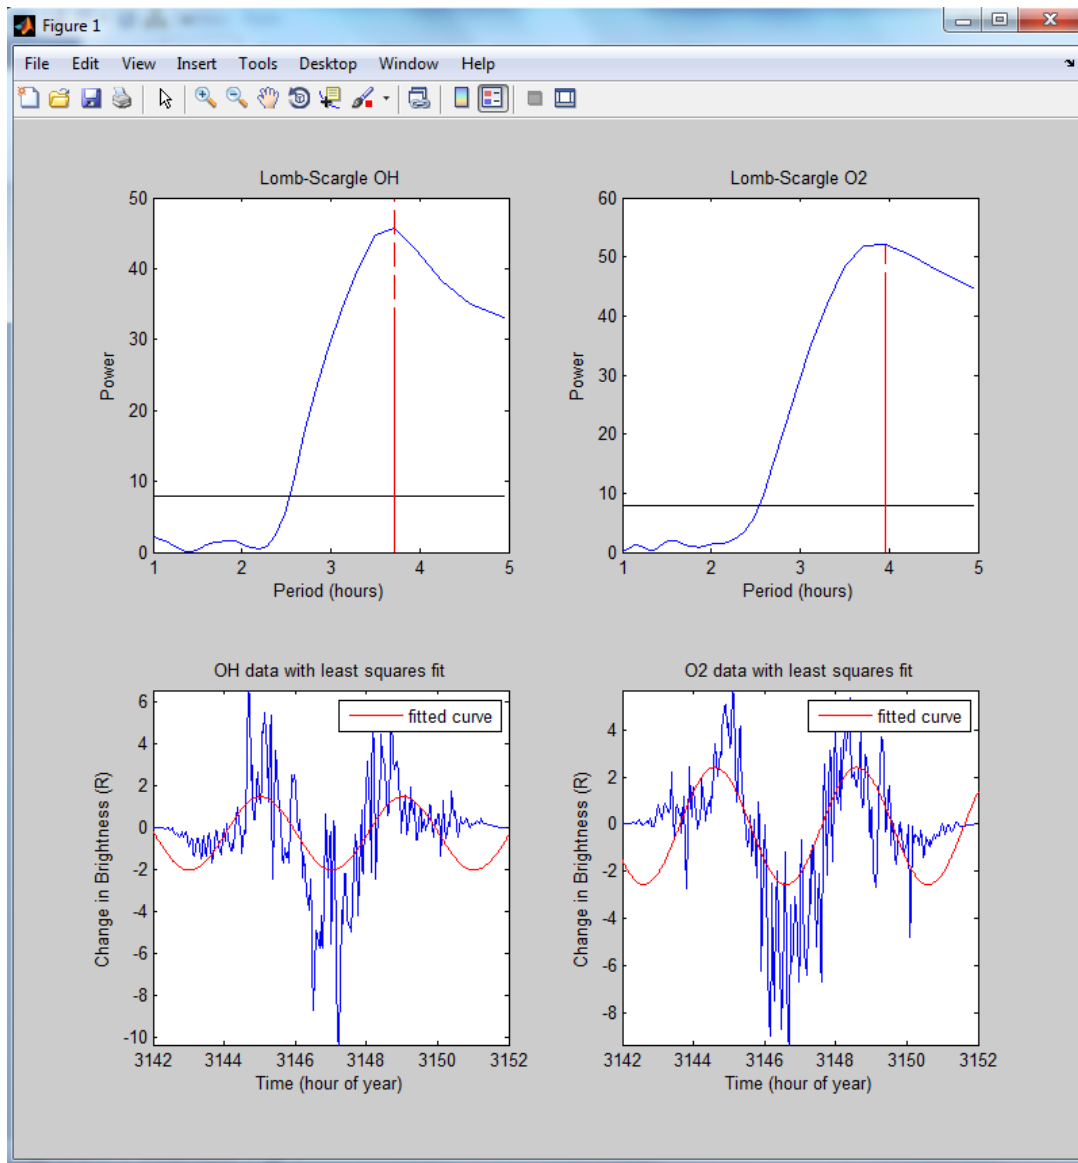 Figure 1
File Edit View Insert Tools Desktop Window Help
Lomb-Scargle OH
50
40
30
20
10
0
Power
1 2 3 4 5
Period (hours)
Lomb-Scargle O2
60
50
40
30
20
10
0
Power
1 2 3 4 5
Period (hours)
OH data with least squares fit
fitted curve
6
4
2
0
-2
-4
-6
-8
-10
Change in Brightness (R)
3142 3144 3146 3148 3150 3152
Time (hour of year)
O2 data with least squares fit
fitted curve
4
2
0
-2
-4
-6
-8
Change in Brightness (R)
3142 3144 3146 3148 3150 3152
Time (hour of year)